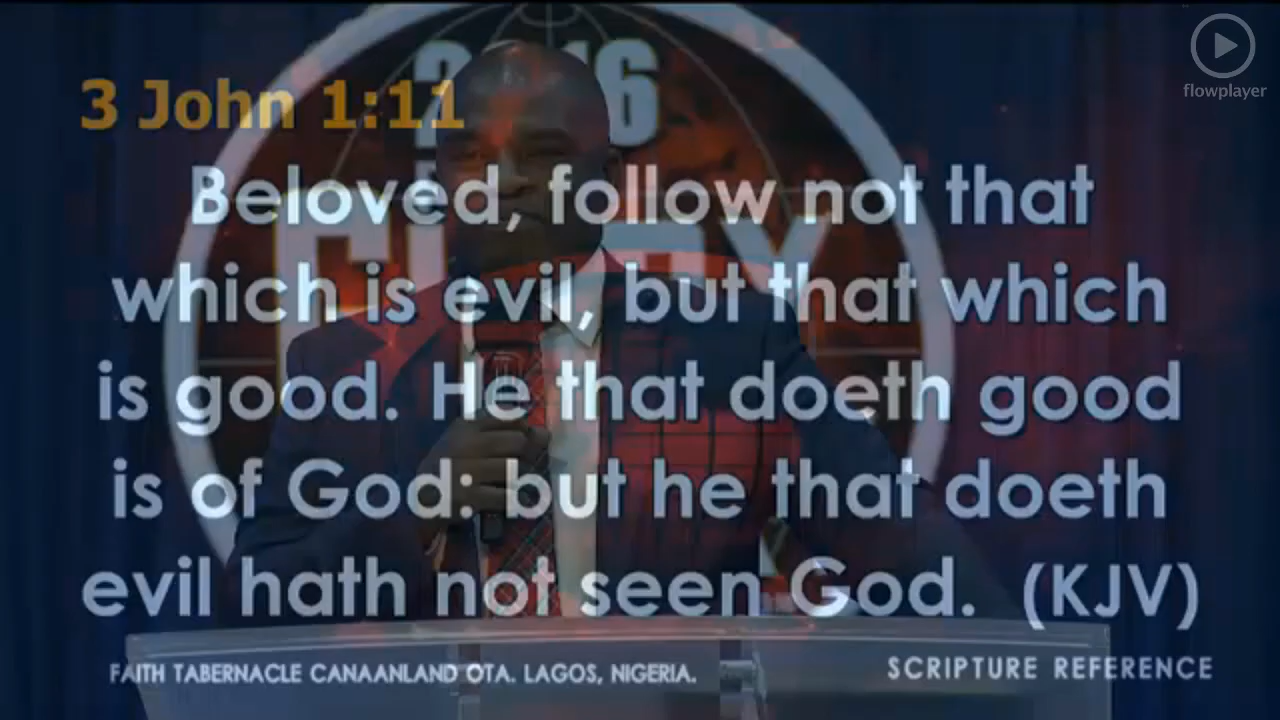 3 John 1:11
Beloved, follow not that
which is evil, but that which
is good. He that doeth good
is of God: but he that doeth
evil hath not seen God. (KJV)
FAITH TABERNACLE CANAANLAND OTA. LAGOS, NIGERIA.
SCRIPTURE REFERENCE
flowplayer